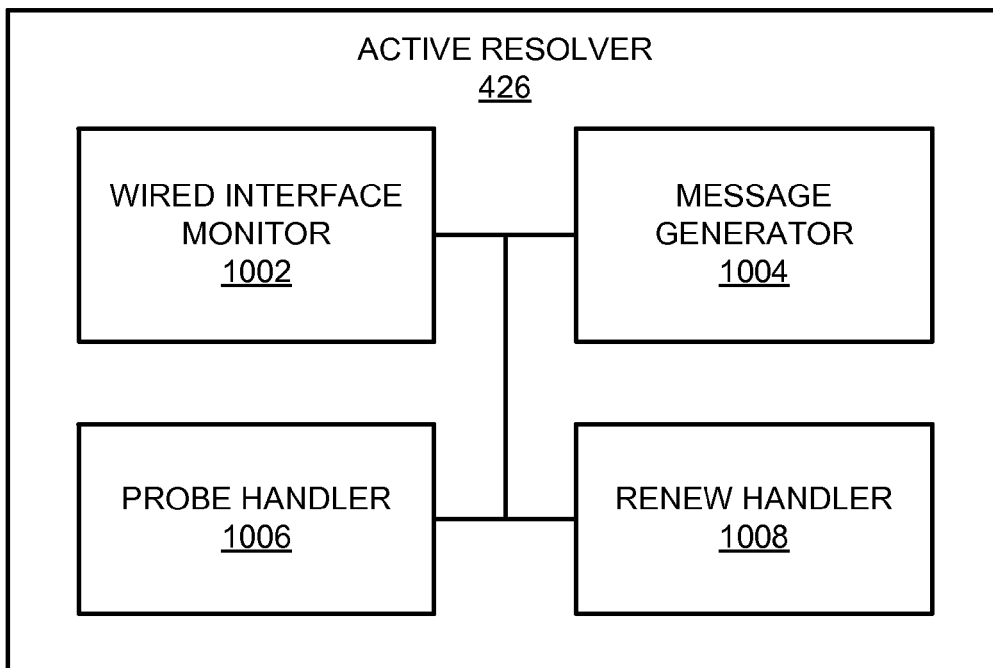 ACTIVE RESOLVER
426
WIRED INTERFACE
MONITOR
1002
MESSAGE
GENERATOR
1004
PROBE HANDLER
1006
RENEW HANDLER
1008